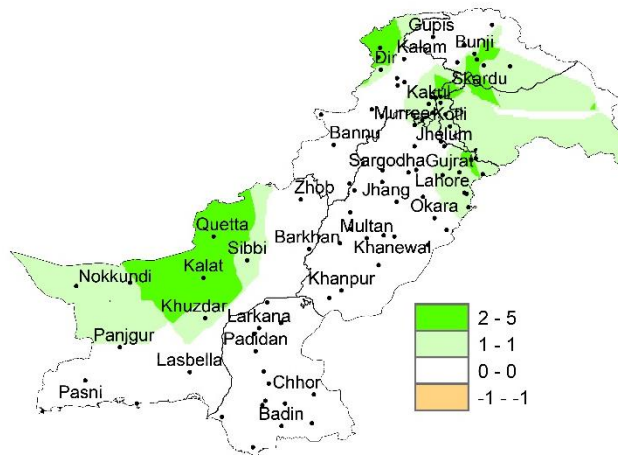 Gupis
Kalam
Bunji
Dir
Skardu
Kakul
Murree
Kotli
Bannu
Jhelum
Sargodha
Gujrat
Zhob
Jhang
Lahore
Okara
Quetta
Multan
Sibbi
Barkhan
Khanewal
Nokkundi
Kalat
Khanpur
Khuzdar
Larkana
2 - 5
Panjgur
Padidan
1 - 1
Lasbella
0 - 0
Pasni
Chhor
-1 - -1
Badin